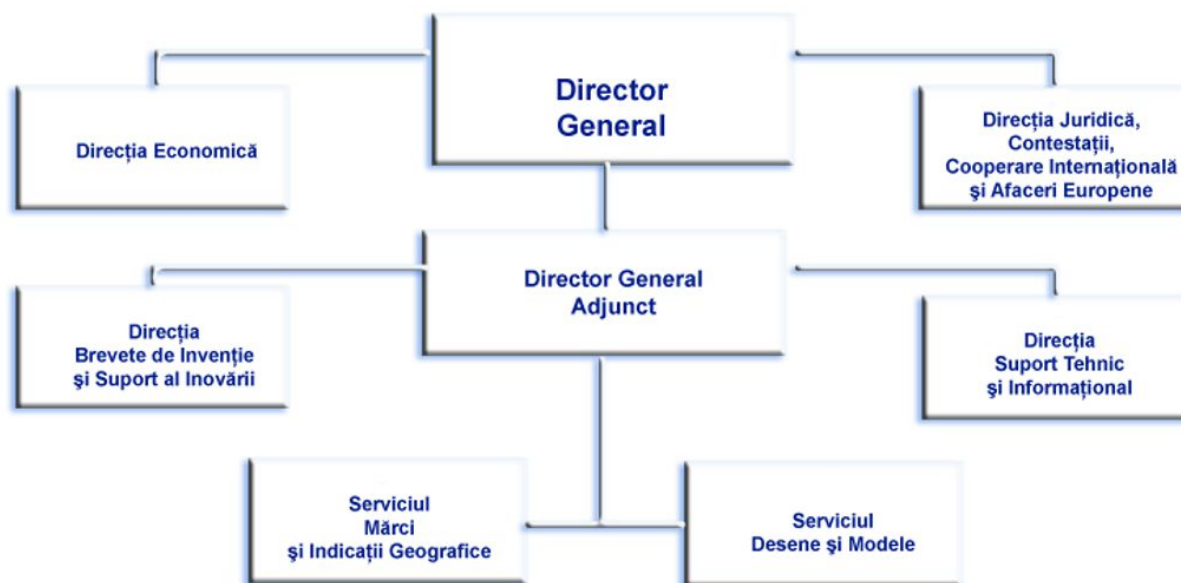 Director
General
Direcția Economică
Direcția Juridică,
Contestații,
Cooperare Internațională
şi Afaceri Europene
Director General
Adjunct
Direcția
Brevete de Invenție
şi Suport al Inovării
Direcția
Suport Tehnic
şi Informațional
Serviciul
Mărci
şi Indicații Geografice
Serviciul
Desene şi Modele